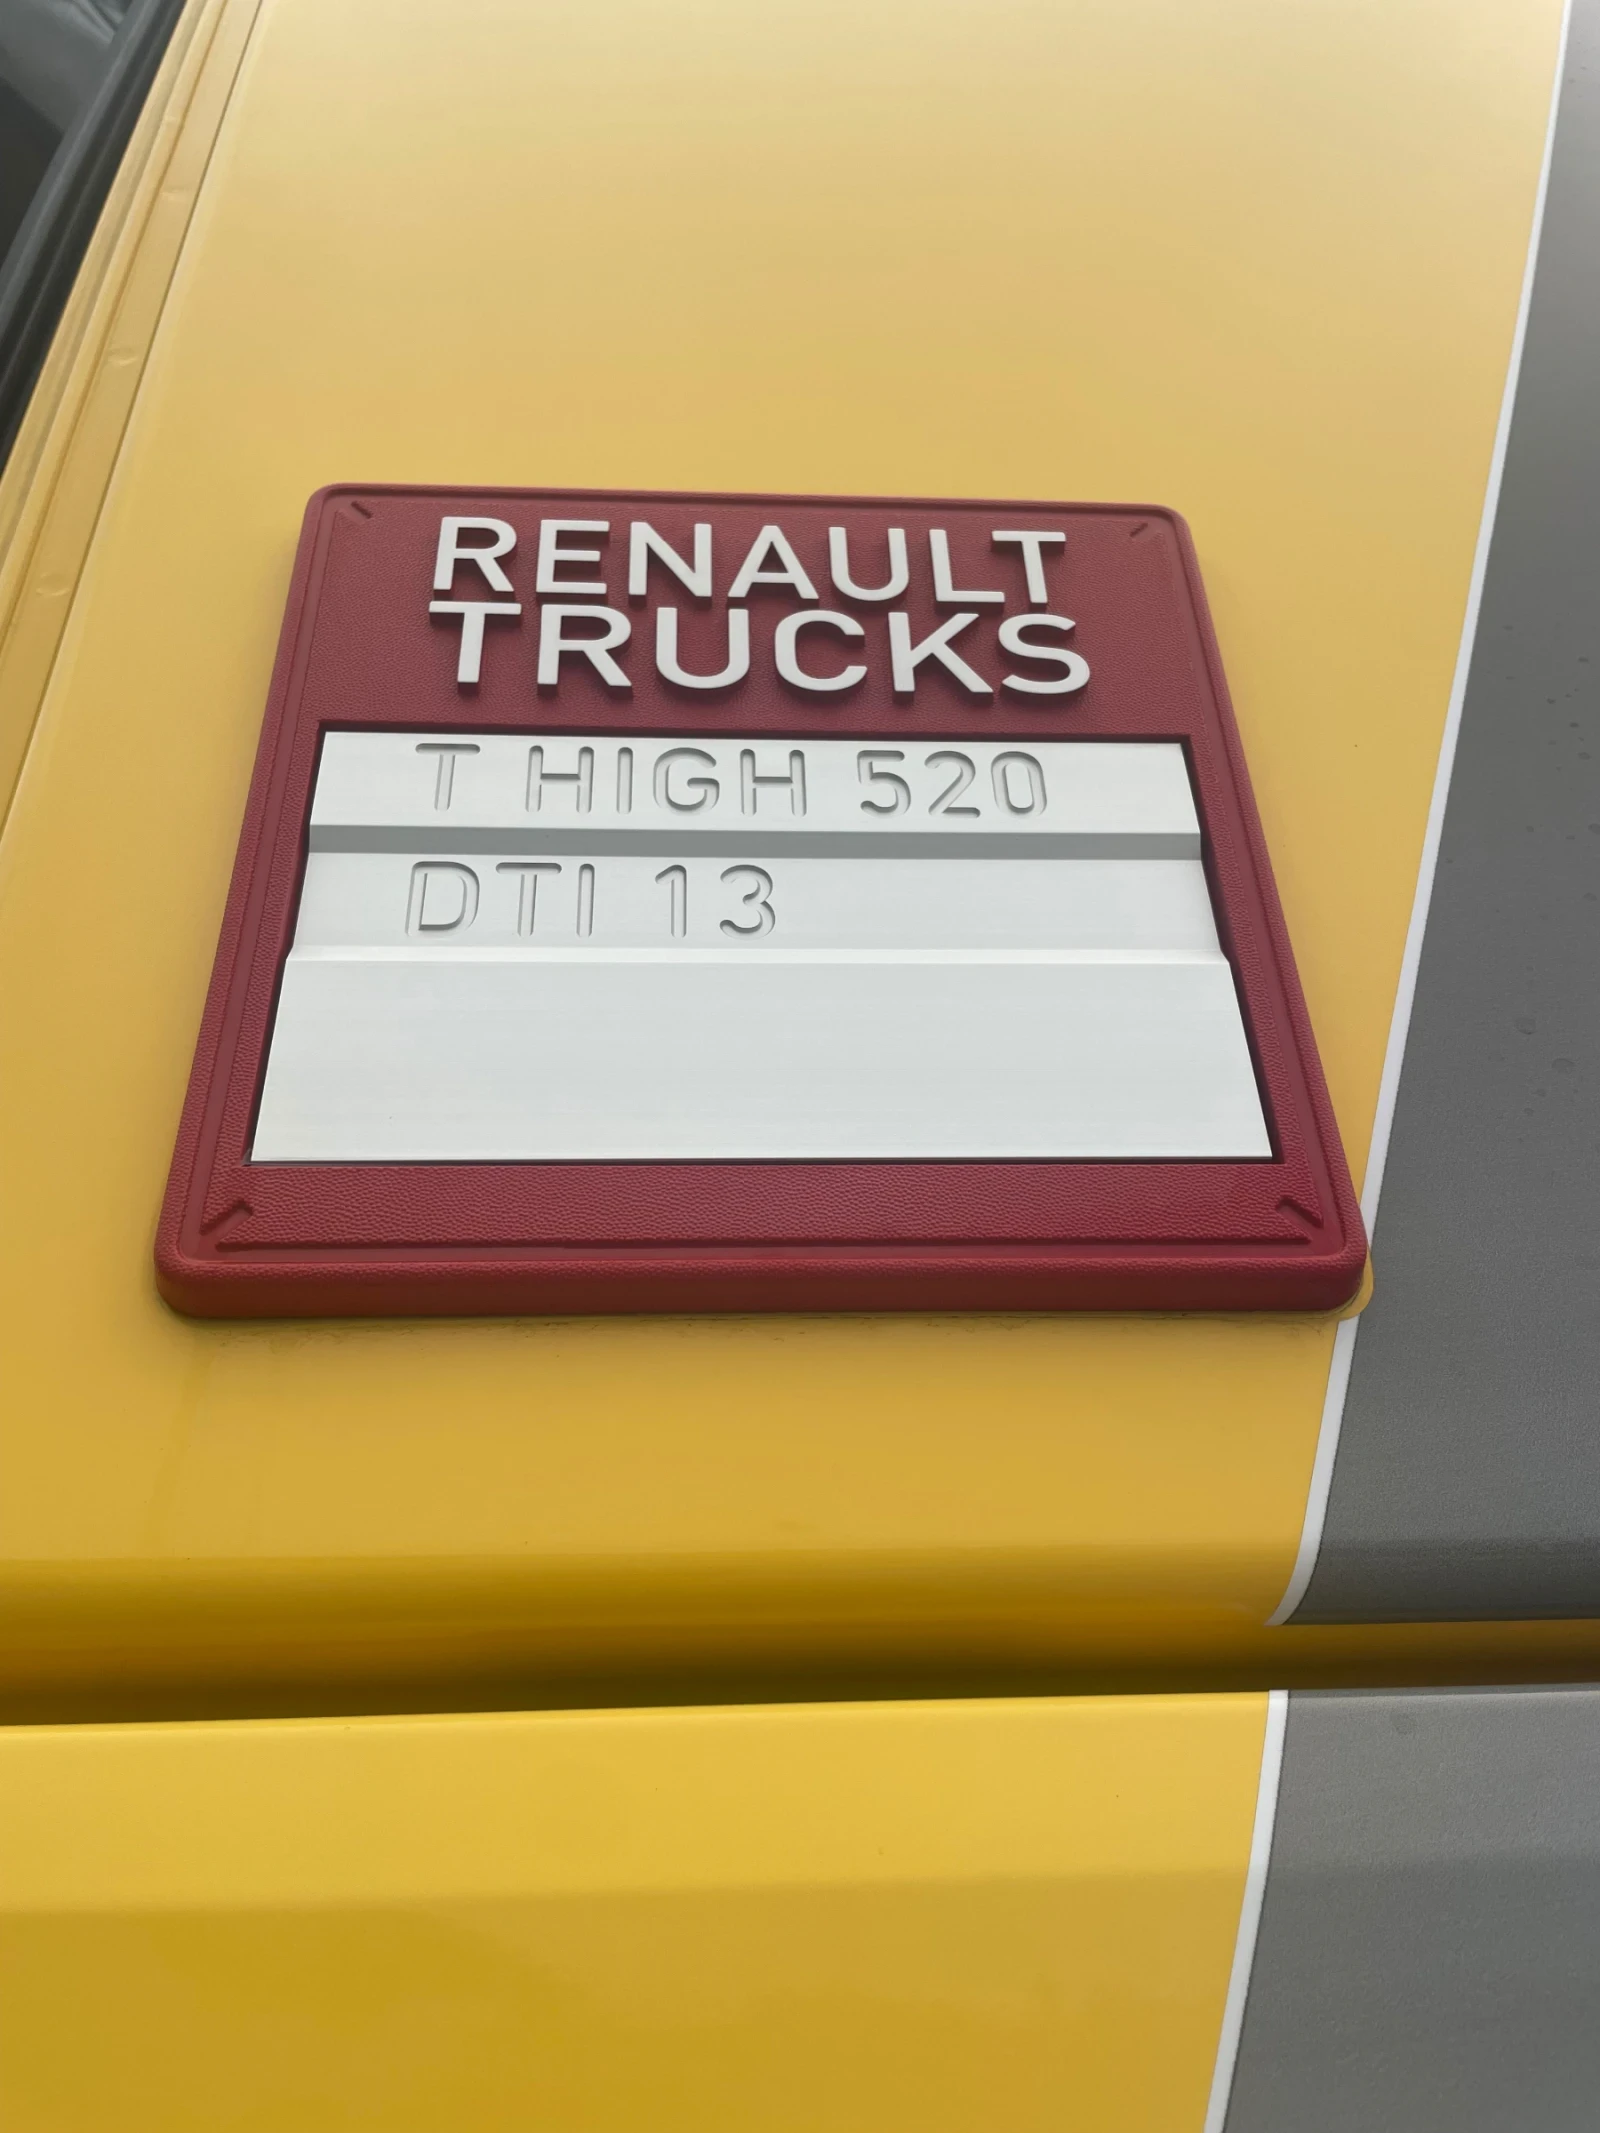 RENAULT
TRUCKS
T HIGH 520
DTI 13